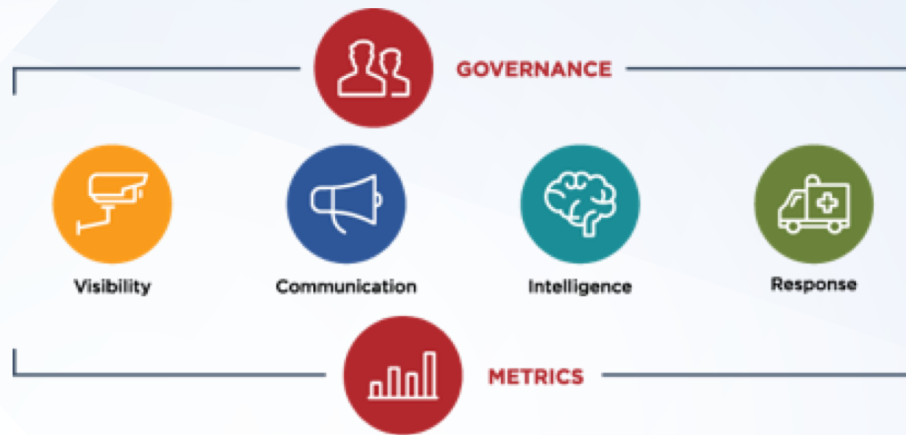 GOVERNANCE
Visibility
Communication
Intelligence
Response
METRICS